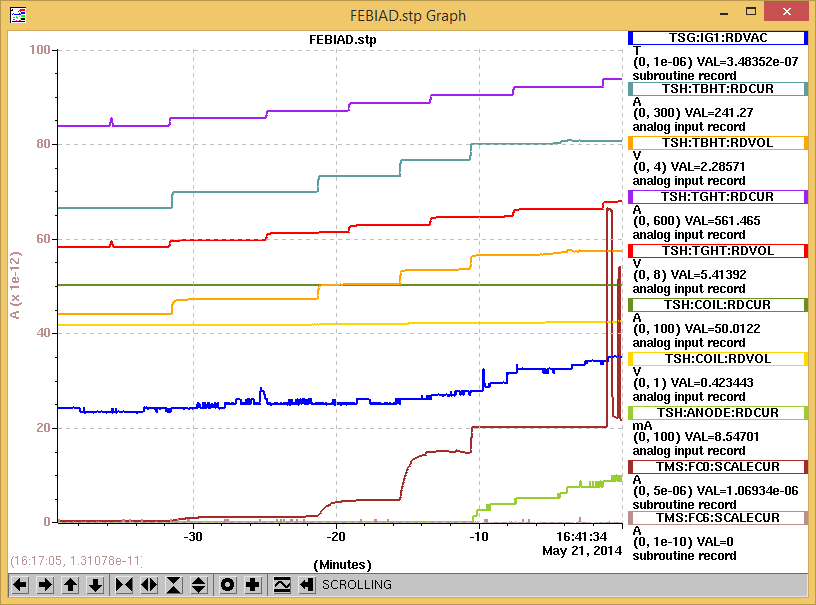 FEBIAD.stp Graph
FEBIAD.stp
100
80
60
40
20
0
A (x 1e-12)
-30
-20
-10
16:41:34
May 21, 2014
(Minutes)
(16:17:05, 1.31078e-11)
TSG:IG1:RDVAC
T
(0, 1e-06) VAL=3.48352e-07
subroutine record
TSH:TBHT:RDCUR
A
(0, 300) VAL=241.27
analog input record
TSH:TBHT:RDVOL
V
(0, 4) VAL=2.28571
analog input record
TSH:TGHT:RDCUR
A
(0, 600) VAL=561.465
analog input record
TSH:TGHT:RDVOL
V
(0, 8) VAL=5.41392
analog input record
TSH:COIL:RDCUR
A
(0, 100) VAL=50.0122
analog input record
TSH:COIL:RDVOL
V
(0, 1) VAL=0.423443
analog input record
TSH:ANODE:RDCUR
mA
(0, 100) VAL=8.54701
analog input record
TMS:FC0:SCALECUR
A
(0, 5e-06) VAL=1.06934e-06
subroutine record
TMS:FC6:SCALECUR
A
(0, 1e-10) VAL=0
subroutine record
SCROLLING